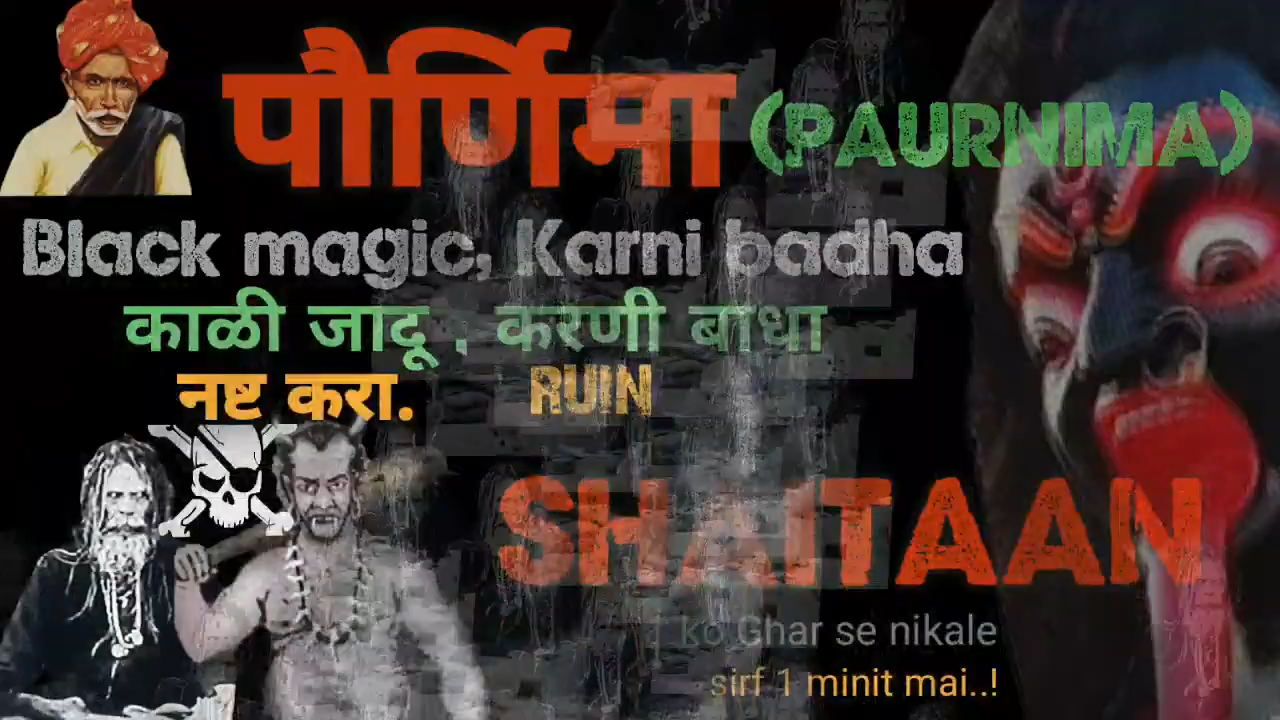 पौर्णिमा (PAURNIMA)
Black magic, Karni badha
काळी जादू . करणी बाधा
नष्ट करा. RUIN
SHAITAAN
ko Ghar se nikale
sirf 1 minit mai..!